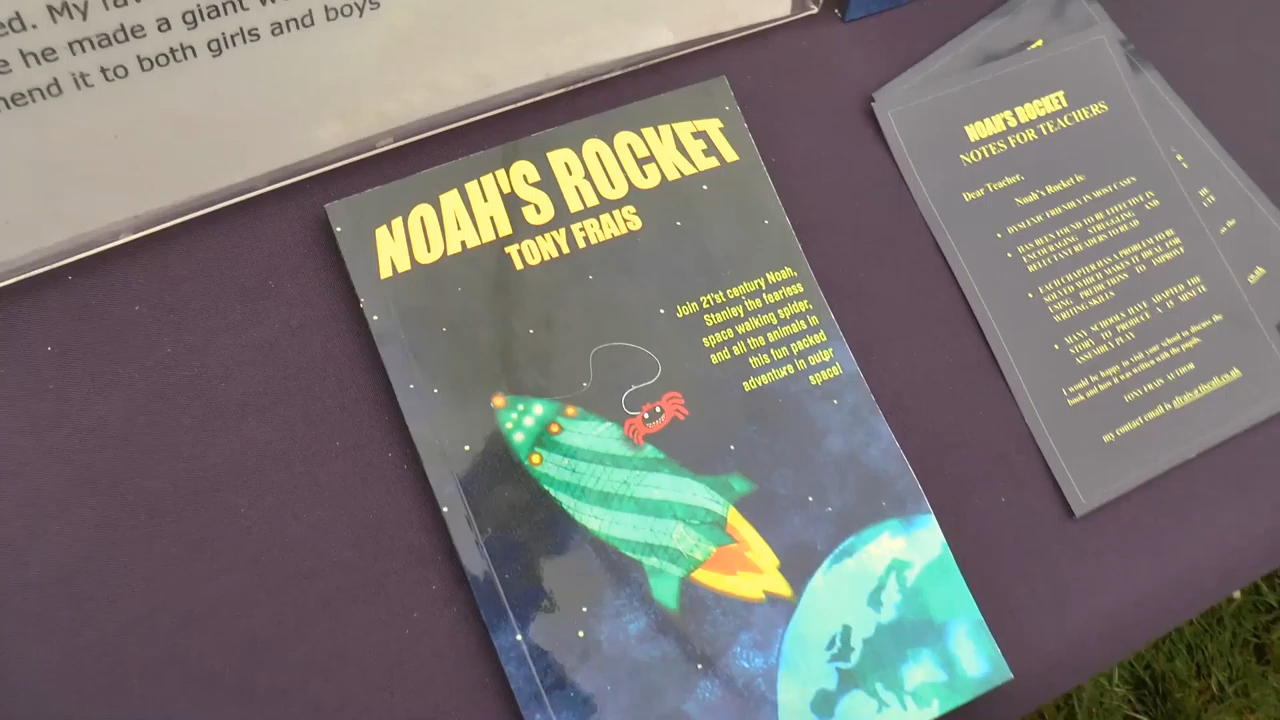 ed. My fav
e he made a giant w
mend it to both girls and boys
NOAH'S ROCKET
TONY FRAIS
Join 21'st century Noah,
Stanley the fearless
space walking spider,
and all the animals in
this fun packed
adventure in outer
space!
NOAH'S ROCKET
NOTES FOR TEACHERS
Dear Teacher,
Noah's Rocket is:
• DYSLEXIC FRIENDLY IN MOST CASES
• HAS BEEN FOUND TO BE EFFECTIVE IN
ENCOURAGING STRUGGLING AND
RELUCTANT READERS TO READ
• EACH CHAPTER HAS A PROBLEM TO BE
SOLVED WHICH MAKES IT IDEAL FOR
USING PREDICTIONS TO IMPROVE
WRITING SKILLS
• MANY SCHOOLS HAVE ADAPTED THE
STORY TO PRODUCE A 15 MINUTE
ASSEMBLY PLAY
I would be happy to visit your school to discuss the
book and how it was written with the pupils.
TONY FRAIS AUTHOR
my contact email is